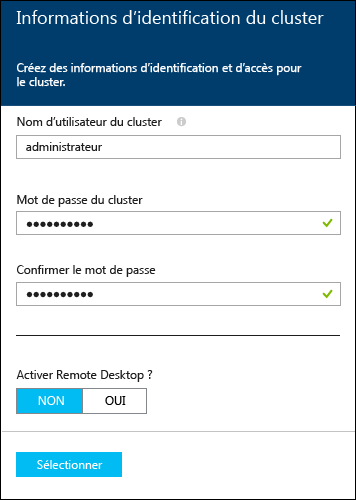 Informations d’identification du cluster
Créez des informations d’identification et d’accès pour
le cluster.
Nom d’utilisateur du cluster
administrateur
Mot de passe du cluster
●●●●●●●●●●
Confirmer le mot de passe
●●●●●●●●●●
Activer Remote Desktop ?
NON OUI
Sélectionner